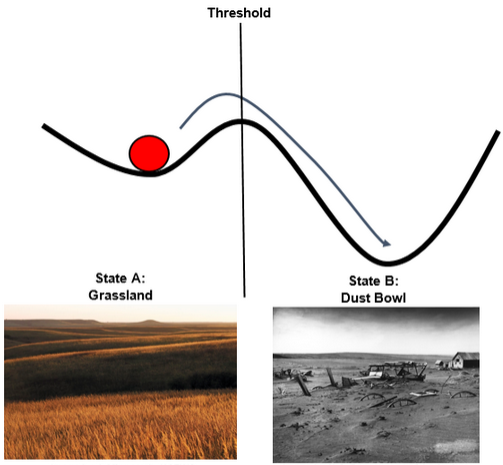 Threshold
State A:
Grassland
State B:
Dust Bowl